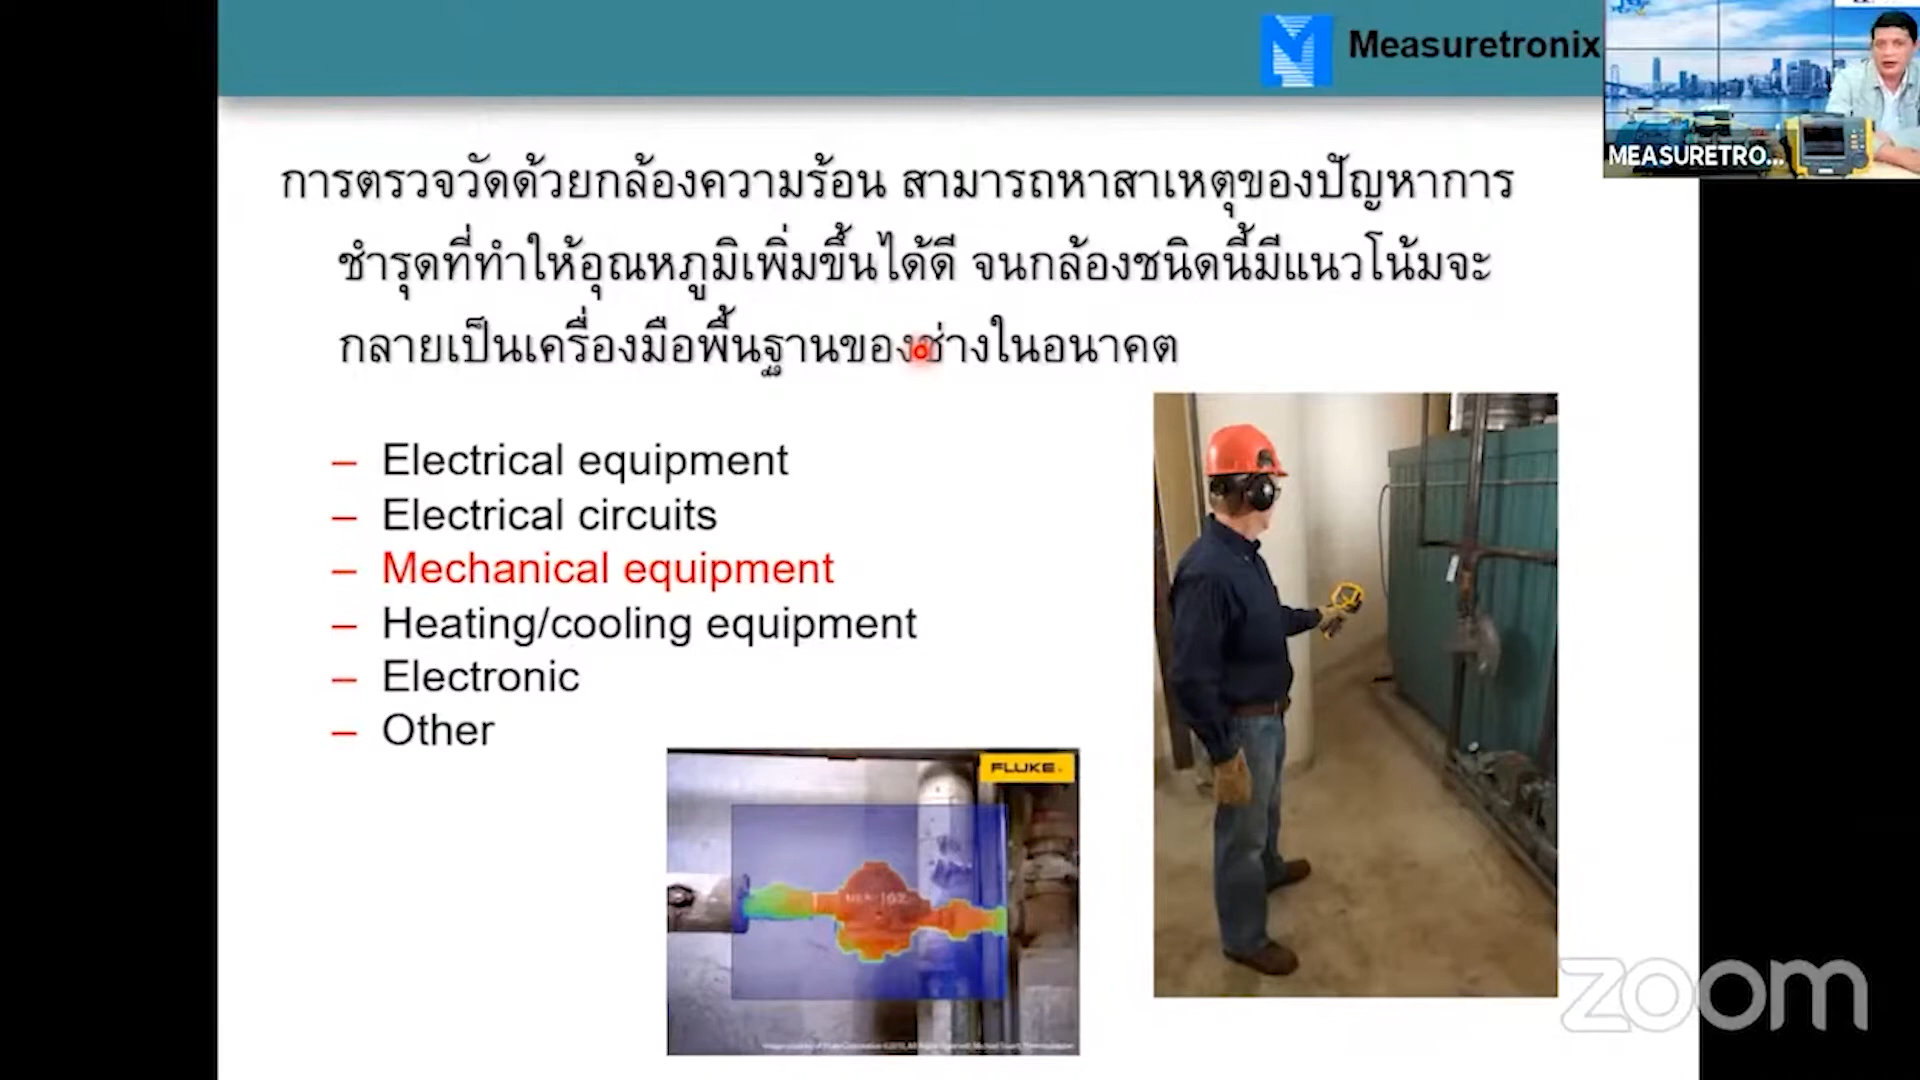 Measuretronix
MEASURETRO...
การตรวจวัดด้วยกล้องความร้อน สามารถหาสาเหตุของปัญหาการ
ชำรุดที่ทำให้อุณหภูมิเพิ่มขึ้นได้ดี จนกล้องชนิดนี้มีแนวโน้มจะ
กลายเป็นเครื่องมือพื้นฐานของช่างในอนาคต
– Electrical equipment
– Electrical circuits
– Mechanical equipment
– Heating/cooling equipment
– Electronic
– Other
FLUKE
zoom